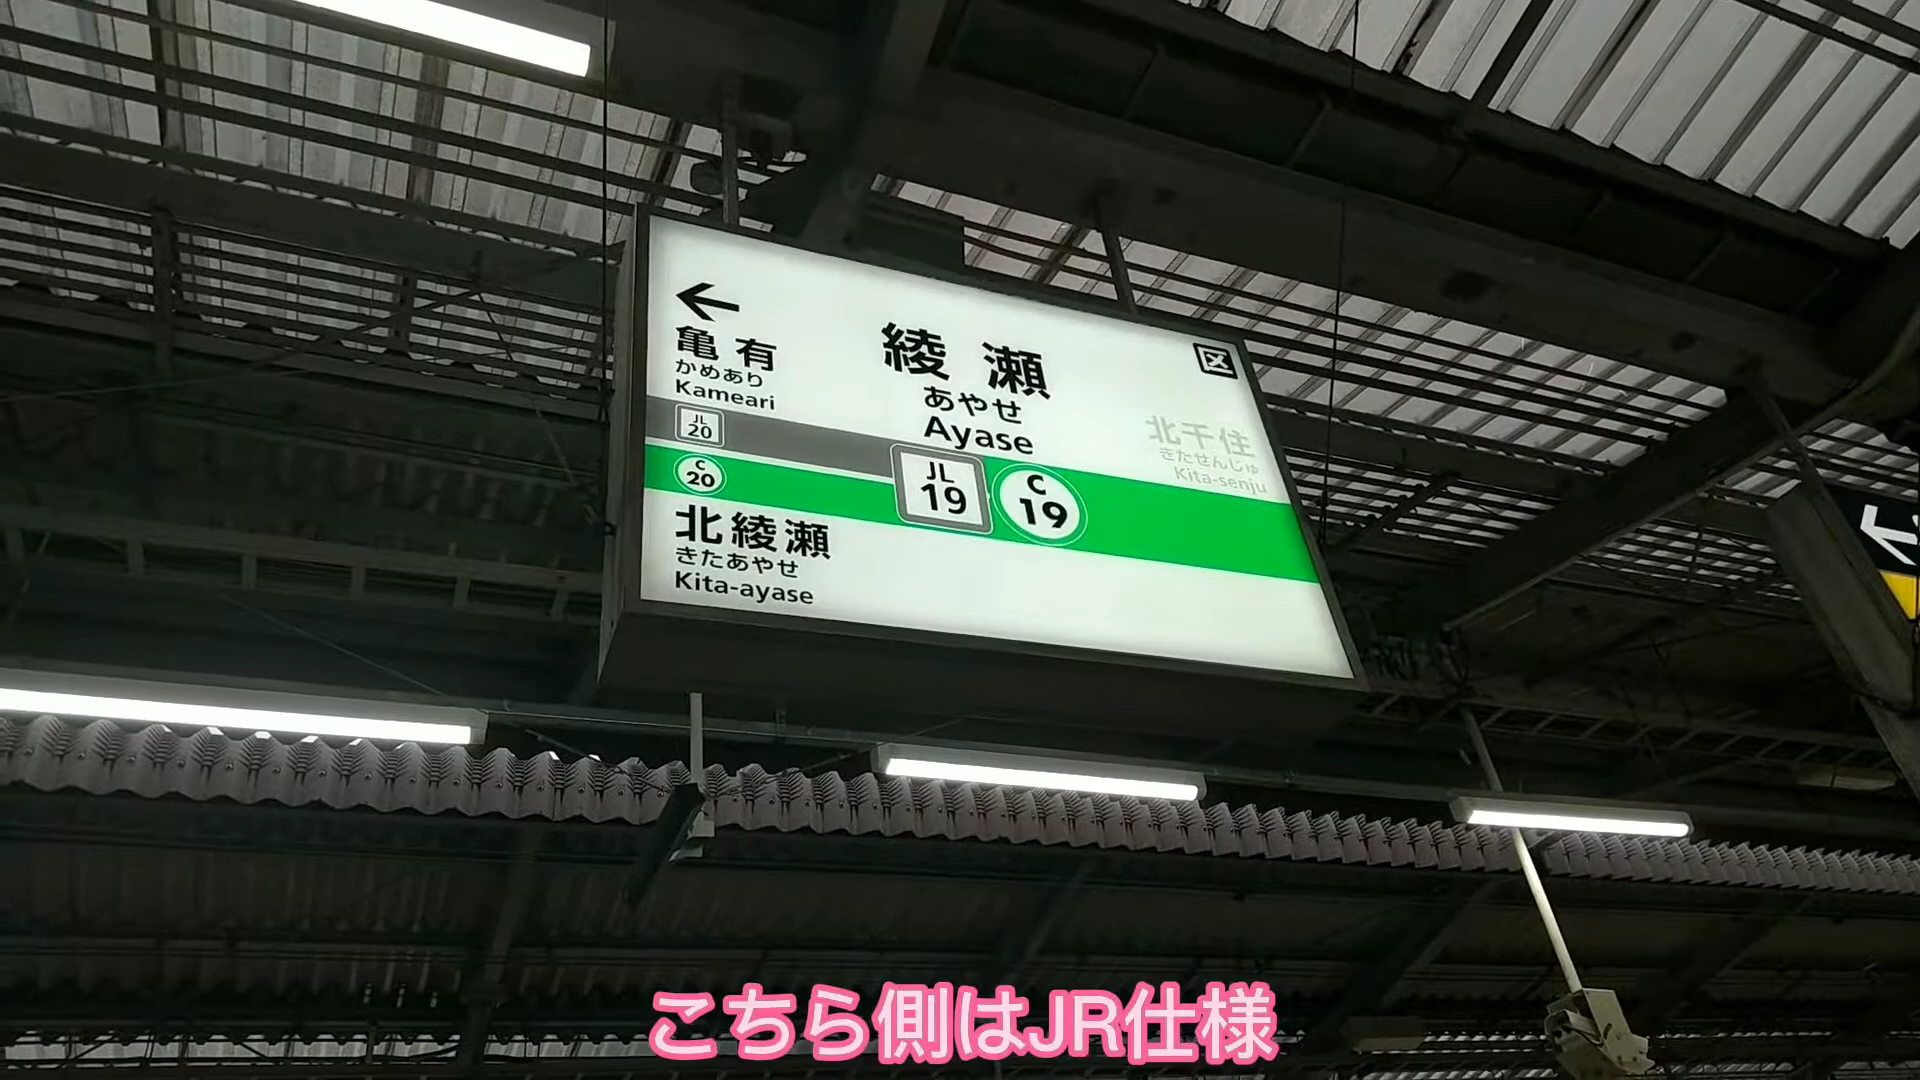 ←
亀有
かめあり
Kameari
綾瀬
あやせ
Ayase
区
北千住
きたせんじゅ
Kita-senju
JL
20
JL
19
C
19
C
20
北綾瀬
きたあやせ
Kita-ayase
←
こちら側はJR仕様